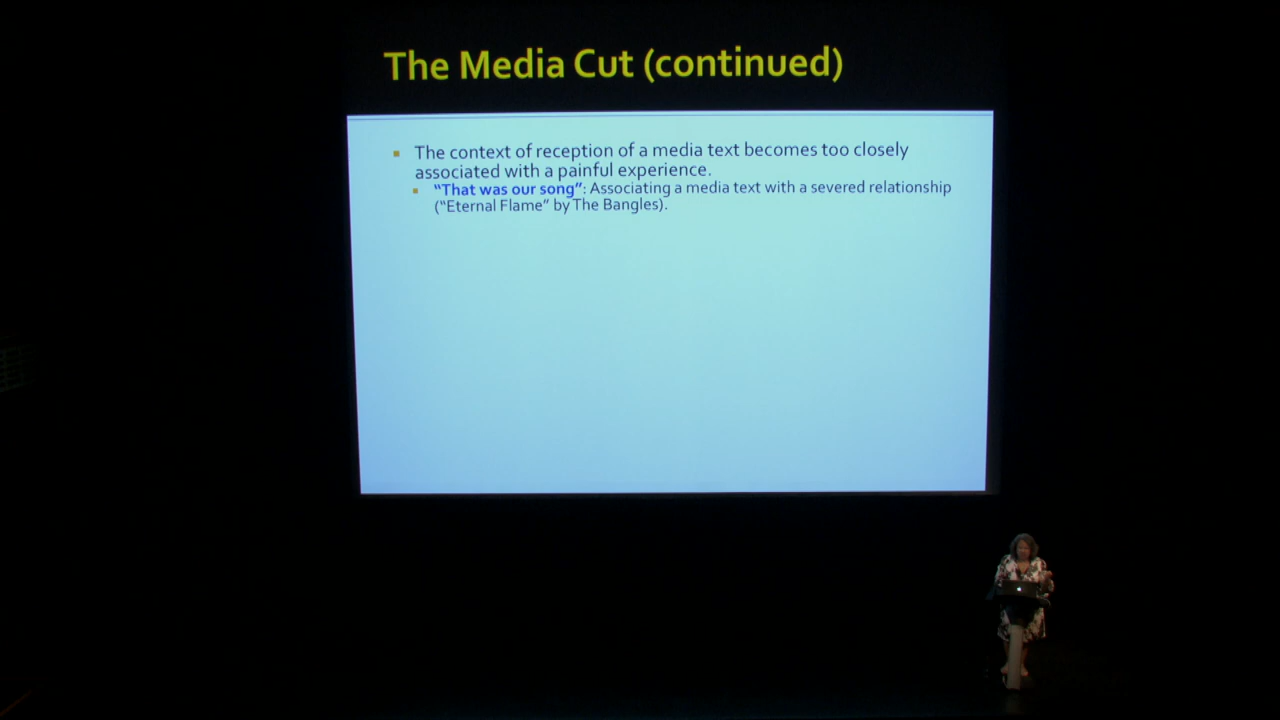 The Media Cut (continued)
The context of reception of a media text becomes too closely
associated with a painful experience.
“That was our song”: Associating a media text with a severed relationship
(“Eternal Flame” by The Bangles).